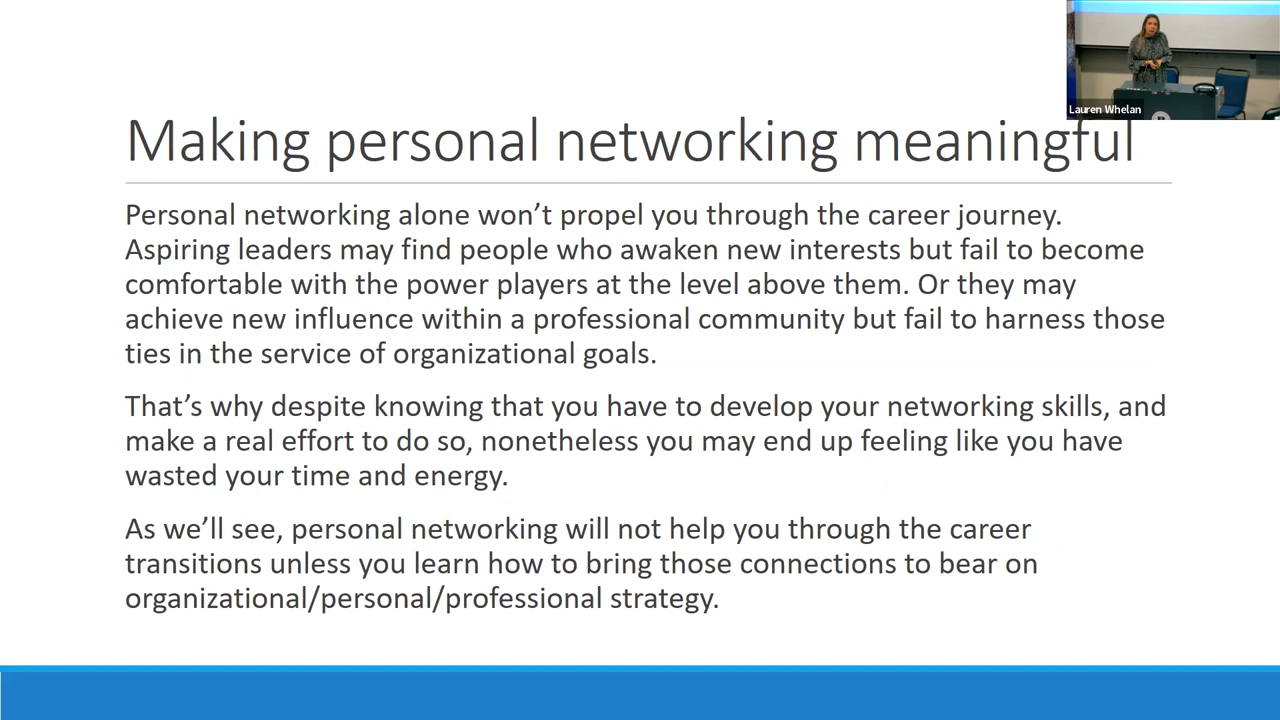 Lauren Whelan
Making personal networking meaningful
Personal networking alone won’t propel you through the career journey.
Aspiring leaders may find people who awaken new interests but fail to become
comfortable with the power players at the level above them. Or they may
achieve new influence within a professional community but fail to harness those
ties in the service of organizational goals.
That’s why despite knowing that you have to develop your networking skills, and
make a real effort to do so, nonetheless you may end up feeling like you have
wasted your time and energy.
As we’ll see, personal networking will not help you through the career
transitions unless you learn how to bring those connections to bear on
organizational/personal/professional strategy.